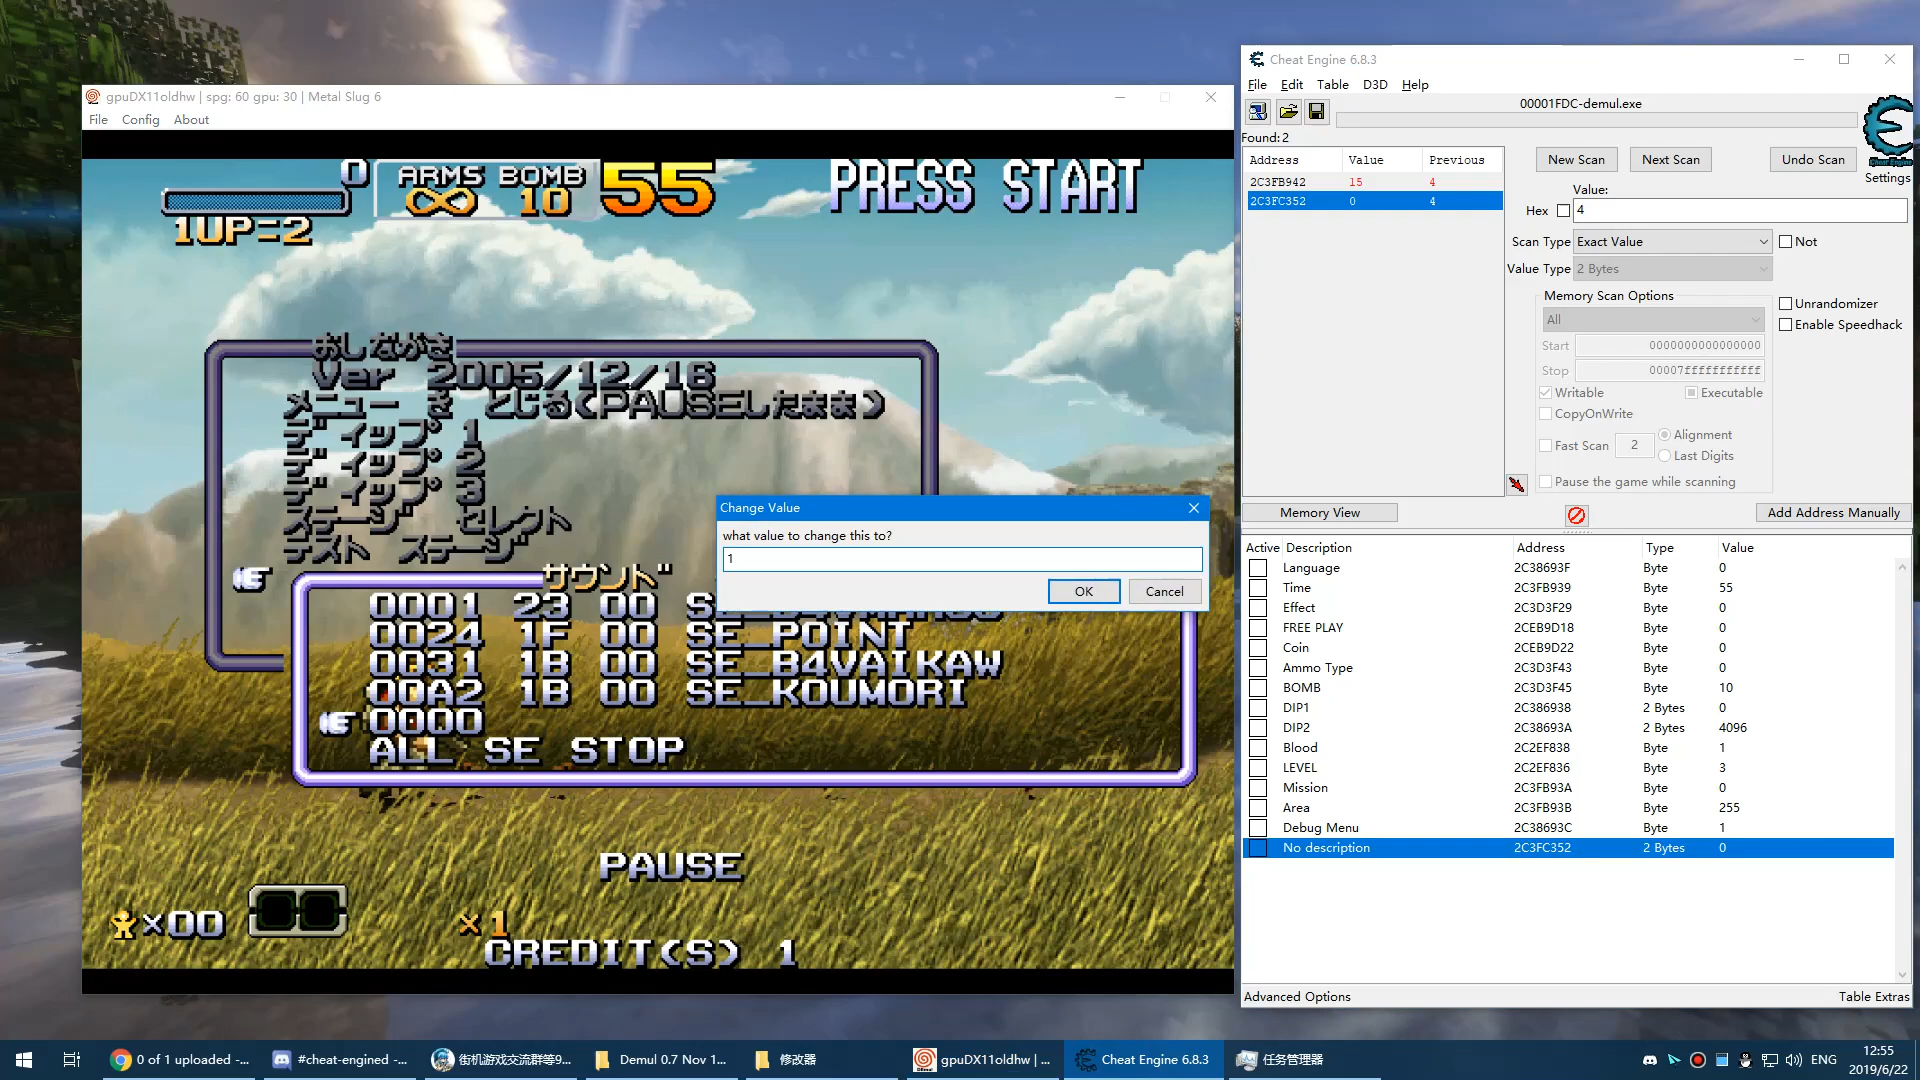 gpuDX11oldhw | spg: 60 gpu: 30 | Metal Slug 6
File Config About
0
ARMS BOMB
∞ 10
55
PRESS START
1UP=2
おしながき
Ver 2005/12/16
メニュー を とじる(PAUSEしたまま)
ディップ 1
ディップ 2
ディップ 3
ステージ セレクト
テスト ステージ
サウンド
0001 23 00
0024 1F 00 SE_POINT
0031 1B 00 SE_B4VAIKAW
00A2 1B 00 SE_KOUMORI
0000
ALL SE STOP
PAUSE
×00
×1
CREDIT(S) 1
Change Value
what value to change this to?
1
OK Cancel
Cheat Engine 6.8.3
File Edit Table D3D Help
00001FDC-demul.exe
Found:2
Address Value Previous
2C3FB942 15 4
2C3FC352 0 4
New Scan Next Scan Undo Scan
Cheat Engine
Settings
Value:
Hex 4
Scan Type Exact Value Not
Value Type 2 Bytes
Memory Scan Options
All
Unrandomizer
Enable Speedhack
Start 0000000000000000
Stop 00007fffffffffff
Writable Executable
CopyOnWrite
Fast Scan 2 Alignment
Last Digits
Pause the game while scanning
Memory View Add Address Manually
Active Description Address Type Value
Language 2C38693F Byte 0
Time 2C3FB939 Byte 55
Effect 2C3D3F29 Byte 0
FREE PLAY 2CEB9D18 Byte 0
Coin 2CEB9D22 Byte 0
Ammo Type 2C3D3F43 Byte 0
BOMB 2C3D3F45 Byte 10
DIP1 2C386938 2 Bytes 0
DIP2 2C38693A 2 Bytes 4096
Blood 2C2EF838 Byte 1
LEVEL 2C2EF836 Byte 3
Mission 2C3FB93A Byte 0
Area 2C3FB93B Byte 255
Debug Menu 2C38693C Byte 1
No description 2C3FC352 2 Bytes 0
Advanced Options Table Extras
0 of 1 uploaded -... #cheat-engined -... 街机游戏交流群等9... Demul 0.7 Nov 1... 修改器 gpuDX11oldhw | ... Cheat Engine 6.8.3 任务管理器 ENG
12:55
2019/6/22